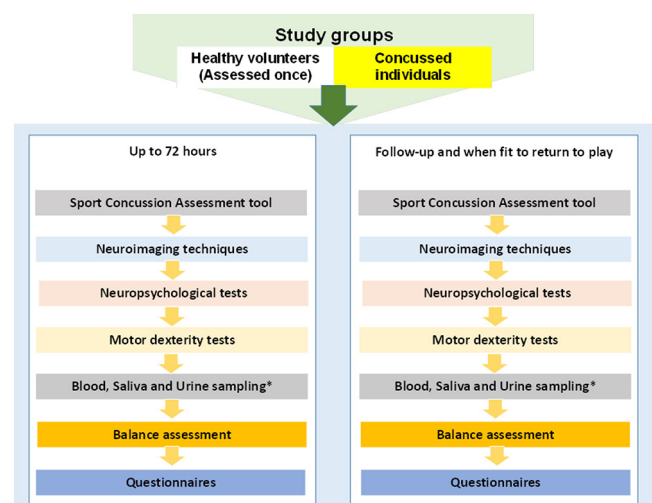 Study groups
Healthy volunteers
(Assessed once)
Concussed
individuals
Up to 72 hours
Sport Concussion Assessment tool
Neuroimaging techniques
Neuropsychological tests
Motor dexterity tests
Blood, Saliva and Urine sampling*
Balance assessment
Questionnaires
Follow-up and when fit to return to play
Sport Concussion Assessment tool
Neuroimaging techniques
Neuropsychological tests
Motor dexterity tests
Blood, Saliva and Urine sampling*
Balance assessment
Questionnaires